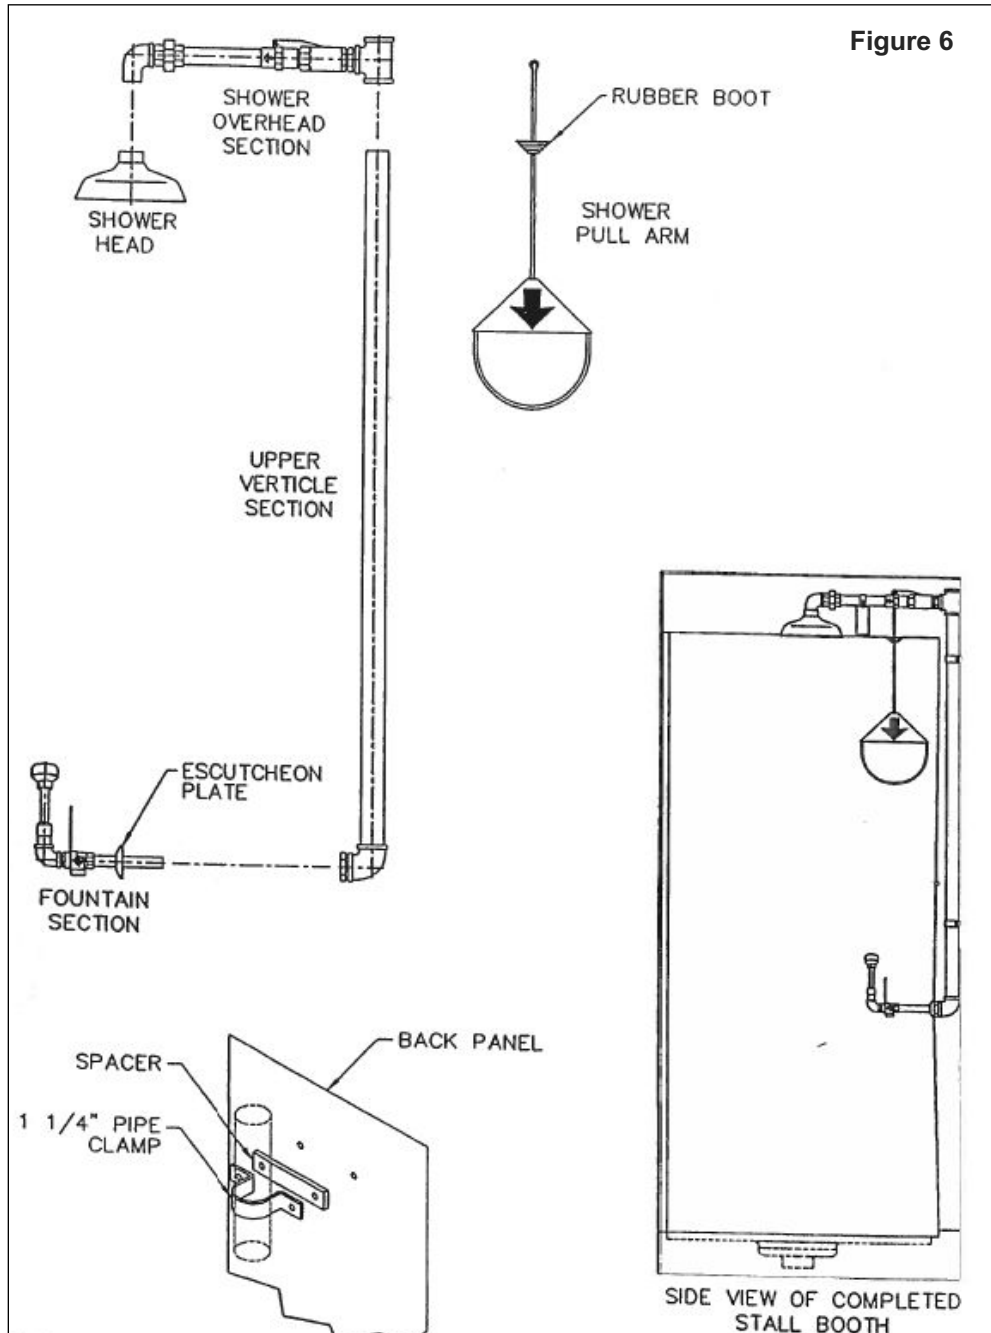 Figure 6
SHOWER
OVERHEAD
SECTION
RUBBER BOOT
SHOWER
HEAD
SHOWER
PULL ARM
UPPER
VERTICLE
SECTION
ESCUTCHEON
PLATE
FOUNTAIN
SECTION
BACK PANEL
SPACER
1 1/4" PIPE
CLAMP
SIDE VIEW OF COMPLETED
STALL BOOTH